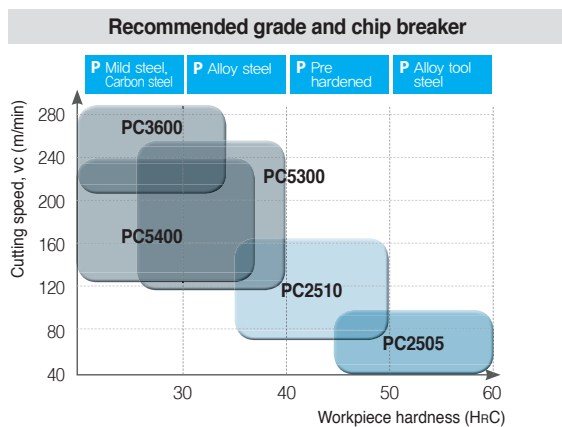 Recommended grade and chip breaker
P Mild steel,
Carbon steel
P Alloy steel
P Pre
hardened
P Alloy tool
steel
Cutting speed, vc (m/min)
280
240
200
160
120
80
40
PC3600
PC5300
PC5400
PC2510
PC2505
30
40
50
60
Workpiece hardness (HRC)